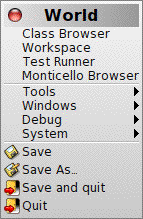 World
Class Browser
Workspace
Test Runner
Monticello Browser
Tools
Windows
Debug
System
Save
Save As...
Save and quit
Quit